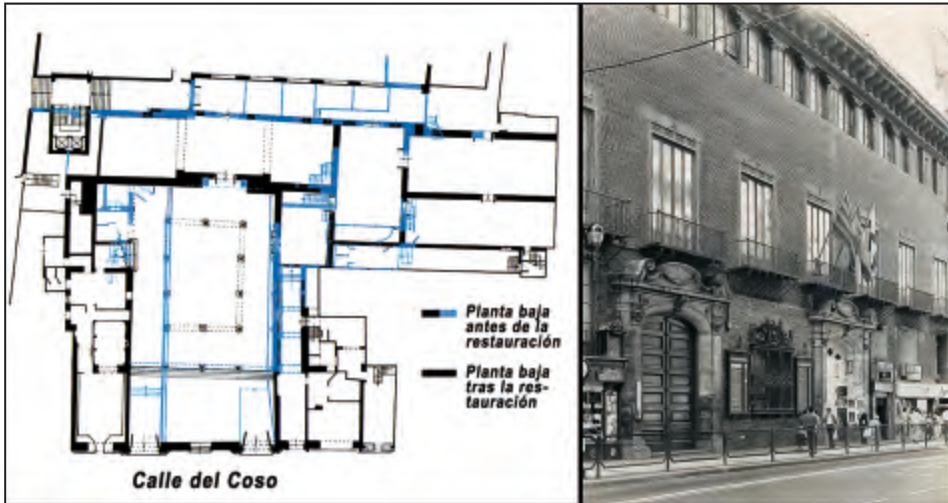 Planta baja
antes de la
restauración
Planta baja
tras la res-
tauración
Calle del Coso